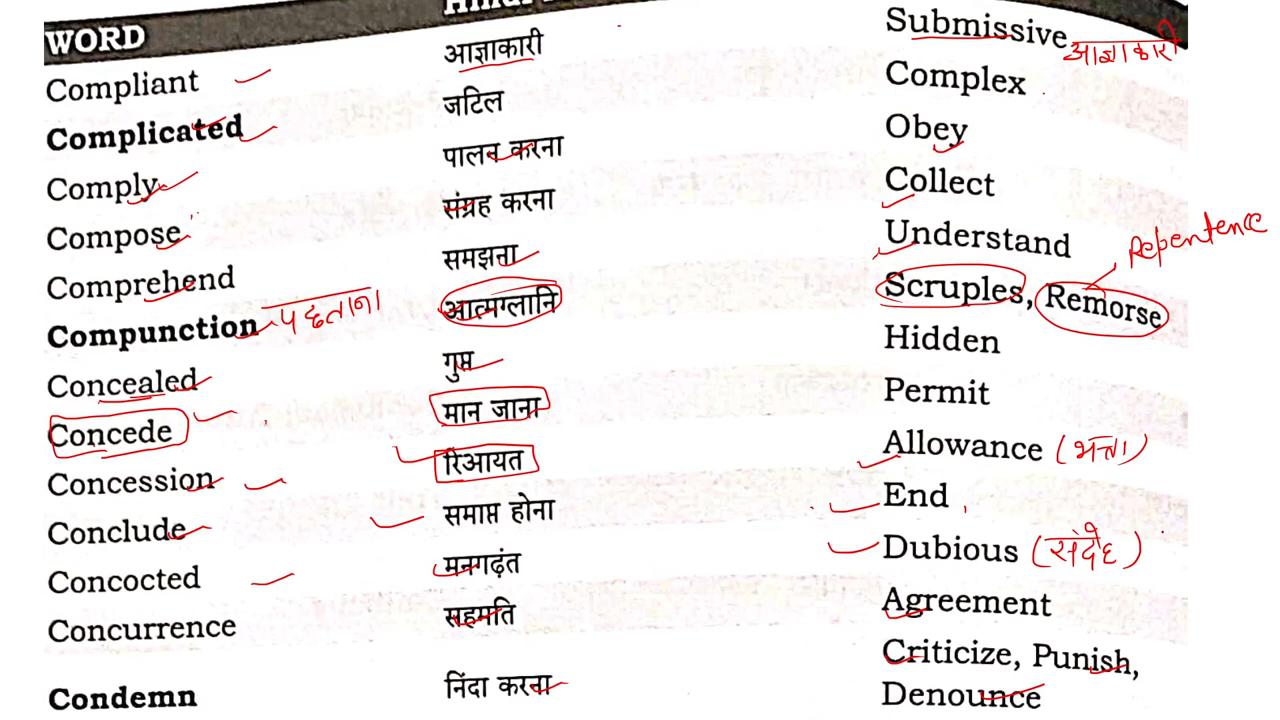 WORD
Compliant आज्ञाकारी Submissive आज्ञाकारी
Complicated जटिल Complex
Comply पालन करना Obey
Compose संग्रह करना Collect
Comprehend समझना Understand
Repentence
Compunction पछताना आत्मग्लानि Scruples, Remorse
Concealed गुप्त Hidden
Concede मान जाना Permit
Concession रिआयत Allowance (भत्ता)
Conclude समाप्त होना End
Concocted मनगढ़ंत Dubious (संदेह)
Concurrence सहमति Agreement
Condemn निंदा करना Criticize, Punish,
Denounce